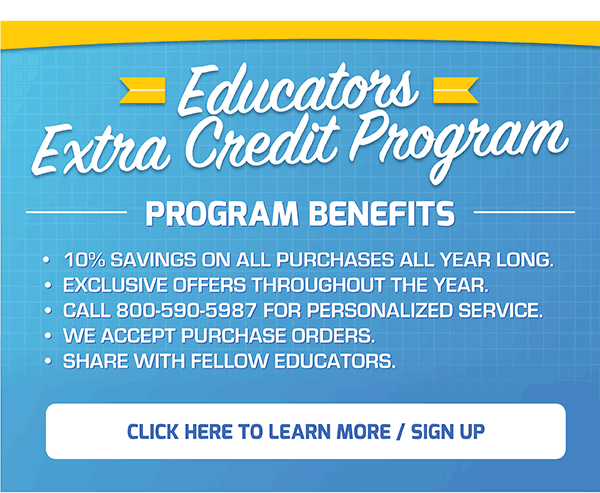 Educators
Extra Credit Program
PROGRAM BENEFITS
• 10% SAVINGS ON ALL PURCHASES ALL YEAR LONG.
• EXCLUSIVE OFFERS THROUGHOUT THE YEAR.
• CALL 800-590-5987 FOR PERSONALIZED SERVICE.
• WE ACCEPT PURCHASE ORDERS.
• SHARE WITH FELLOW EDUCATORS.
CLICK HERE TO LEARN MORE / SIGN UP